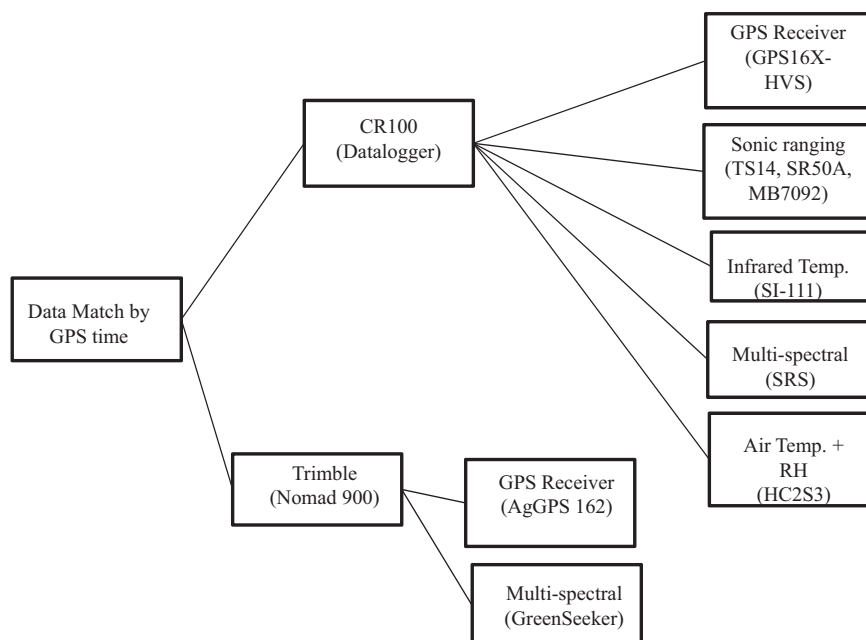 GPS Receiver
(GPS16X-
HVS)
CR100
(Datalogger)
Sonic ranging
(TS14, SR50A,
MB7092)
Infrared Temp.
(SI-111)
Data Match by
GPS time
Multi-spectral
(SRS)
Air Temp. +
RH
(HC2S3)
Trimble
(Nomad 900)
GPS Receiver
(AgGPS 162)
Multi-spectral
(GreenSeeker)